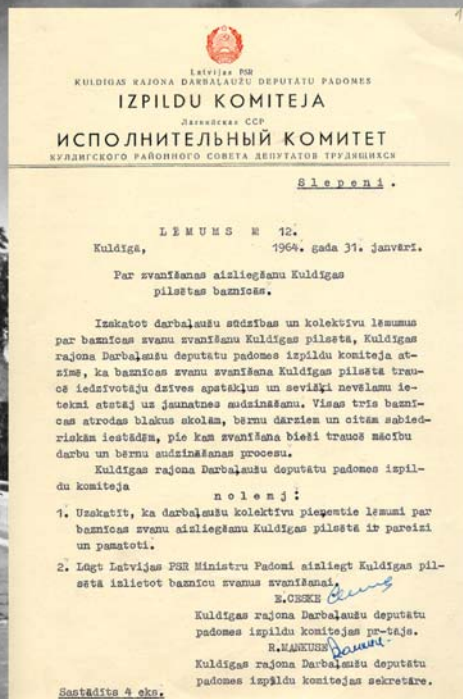 Latvijas PSR
KULDĪGAS RAJONA DARBAĻAUŽU DEPUTĀTU PADOMES
IZPILDU KOMITEJA
Латвийская ССР
ИСПОЛНИТЕЛЬНЫЙ КОМИТЕТ
КУЛДИГСКОГО РАЙОННОГО СОВЕТА ДЕПУТАТОВ ТРУДЯЩИХСЯ
Slepeni.
LĒMUMS № 12.
Kuldīgā, 1964. gada 31. janvārī.
Par zvanīšanas aizliegšanu Kuldīgas
pilsētas baznīcās.
Izskatot darbaļaužu sūdzības un kolektīvu lēmumus
par baznīcas zvanu zvanīšanu Kuldīgas pilsētā, Kuldīgas
rajona Darbaļaužu deputātu padomes izpildu komiteja at-
zīmē, ka baznīcas zvanu zvanīšana Kuldīgas pilsētā trau-
cē iedzīvotāju dzīves apstākļus un sevišķi nevēlamu ie-
tekmi atstāj uz jaunatnes audzināšanu. Visas trīs baznī-
cas atrodas blakus skolām, bērnu dārziem un citām sabied-
riskām iestādēm, pie kam zvanīšana bieži traucē mācību
darbu un bērnu audzināšanas procesu.
Kuldīgas rajona Darbaļaužu deputātu padomes izpil-
du komiteja
nolemj:
1. Uzskatīt, ka darbaļaužu kolektīvu pieņemtie lēmumi par
baznīcas zvanu aizliegšanu Kuldīgas pilsētā ir pareizi
un pamatoti.
2. Lūgt Latvijas PSR Ministru Padomi aizliegt Kuldīgas pil-
sētā izlietot baznīcu zvanus zvanīšanai.
E.CESKE
Kuldīgas rajona Darbaļaužu deputātu
padomes izpildu komitejas pr-tājs.
R.MANKUSE
Kuldīgas rajona Darbaļaužu deputātu
padomes izpildu komitejas sekretāre.
Sastādīts 4 eks.